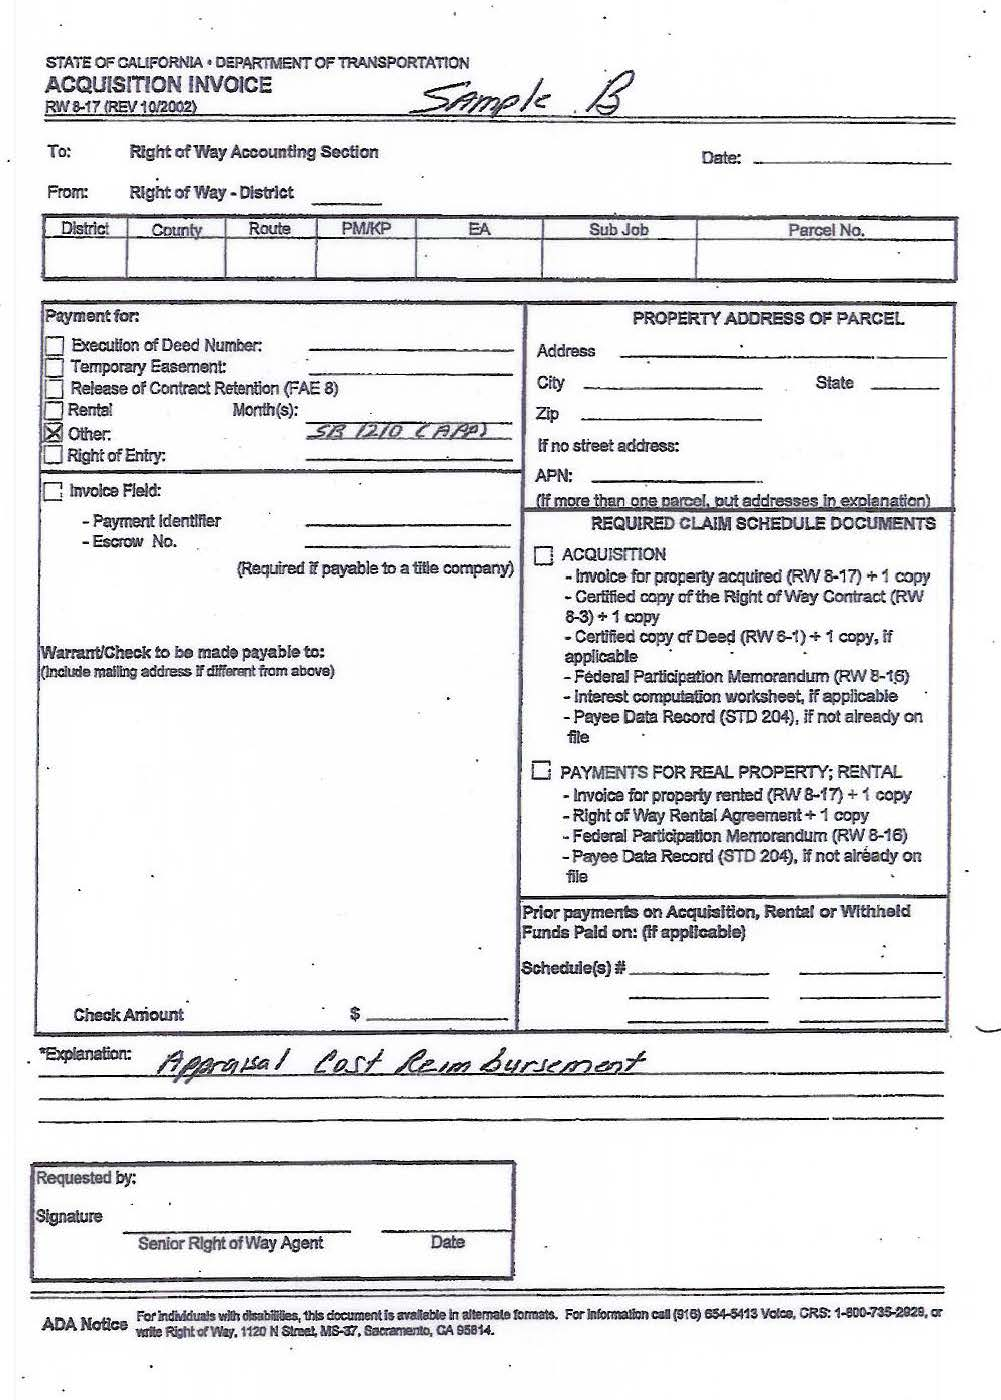 STATE OF CALIFORNIA • DEPARTMENT OF TRANSPORTATION
ACQUISITION INVOICE
RW 8-17 (REV 10/2002)
Sample B
To: Right of Way Accounting Section
Date:
From: Right of Way - District
District County Route PM/KP EA Sub Job Parcel No.
Payment for:
Execution of Deed Number:
Temporary Easement:
Release of Contract Retention (FAE 8)
Rental Month(s):
Other: SB 1210 (APP)
Right of Entry:
Invoice Field:
- Payment Identifier
- Escrow No.
(Required if payable to a title company)
Warrant/Check to be made payable to:
(Include mailing address if different from above)
Check Amount $
PROPERTY ADDRESS OF PARCEL
Address
City State
Zip
If no street address:
APN:
(If more than one parcel, put addresses in explanation)
REQUIRED CLAIM SCHEDULE DOCUMENTS
ACQUISITION
- Invoice for property acquired (RW 8-17) + 1 copy
- Certified copy of the Right of Way Contract (RW
8-3) + 1 copy
- Certified copy of Deed (RW 6-1) + 1 copy, if
applicable
- Federal Participation Memorandum (RW 8-16)
- Interest computation worksheet, if applicable
- Payee Data Record (STD 204), if not already on
file
PAYMENTS FOR REAL PROPERTY; RENTAL
- Invoice for property rented (RW 8-17) + 1 copy
- Right of Way Rental Agreement + 1 copy
- Federal Participation Memorandum (RW 8-16)
- Payee Data Record (STD 204), if not already on
file
Prior payments on Acquisition, Rental or Withheld
Funds Paid on: (if applicable)
Schedule(s) #
*Explanation: Appraisal Cost Reimbursement
Requested by:
Signature
Senior Right of Way Agent Date
ADA Notice For individuals with disabilities, this document is available in alternate formats. For information call (916) 654-5413 Voice, CRS: 1-800-735-2929, or
write Right of Way, 1120 N Street, MS-37, Sacramento, CA 95814.